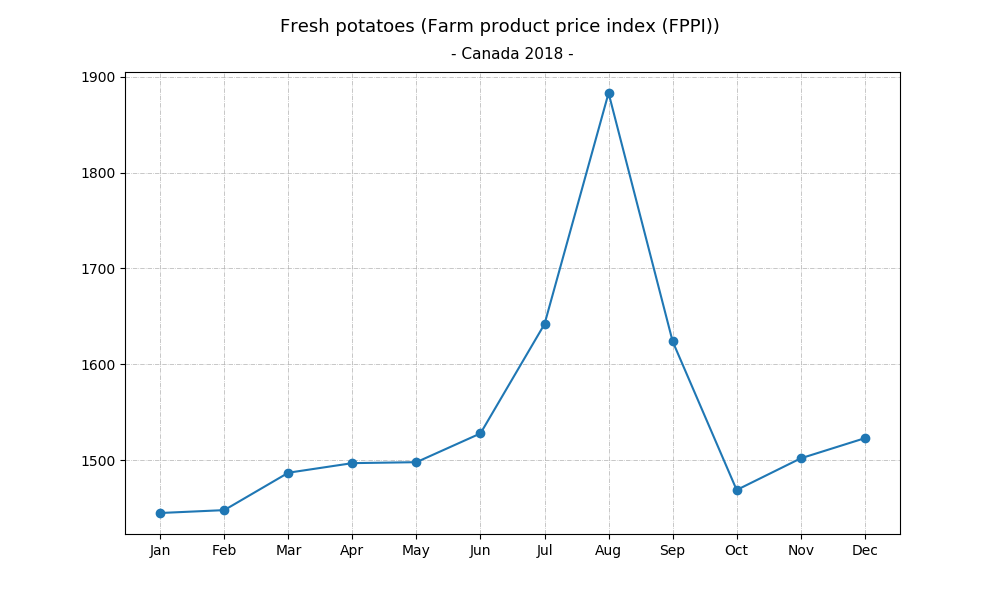 Fresh potatoes (Farm product price index (FPPI))
- Canada 2018 -
1900
1800
1700
1600
1500
Jan Feb Mar Apr May Jun Jul Aug Sep Oct Nov Dec